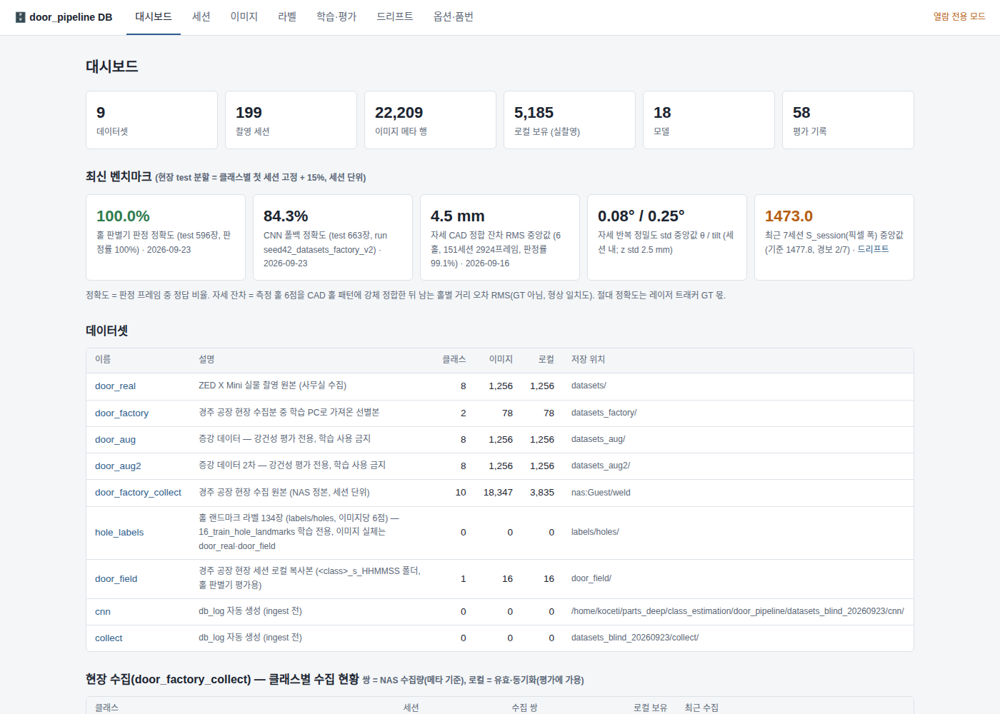 door_pipeline DB 대시보드 세션 이미지 라벨 학습·평가 드리프트 옵션·품번 열람 전용 모드
대시보드
9 199 22,209 5,185 18 58
데이터셋 촬영 세션 이미지 메타 행 로컬 보유 (실촬영) 모델 평가 기록
최신 벤치마크 (현장 test 분할 = 클래스별 첫 세션 고정 + 15%, 세션 단위)
100.0%
홀 판별기 판정 정확도 (test 596장, 판
정률 100%) · 2026-09-23
84.3%
CNN 폴백 정확도 (test 663장, run
seed42_datasets_factory_v2) ·
2026-09-23
4.5 mm
자세 CAD 정합 잔차 RMS 중앙값 (6
홀, 151세션 2924프레임, 판정률
99.1%) · 2026-09-16
0.08° / 0.25°
자세 반복 정밀도 std 중앙값 θ / tilt (세
션 내; z std 2.5 mm)
1473.0
최근 7세션 S_session(픽셀 폭) 중앙값
(기준 1477.8, 경보 2/7) · 드리프트
정확도 = 판정 프레임 중 정답 비율. 자세 잔차 = 측정 홀 6점을 CAD 홀 패턴에 강체 정합한 뒤 남는 홀별 거리 오차 RMS(GT 아님, 형상 일치도). 절대 정확도는 레이저 트래커 GT 몫.
데이터셋
이름 설명 클래스 이미지 로컬 저장 위치
door_real ZED X Mini 실물 촬영 원본 (사무실 수집) 8 1,256 1,256 datasets/
door_factory 경주 공장 현장 수집분 중 학습 PC로 가져온 선별본 2 78 78 datasets_factory/
door_aug 증강 데이터 — 강건성 평가 전용, 학습 사용 금지 8 1,256 1,256 datasets_aug/
door_aug2 증강 데이터 2차 — 강건성 평가 전용, 학습 사용 금지 8 1,256 1,256 datasets_aug2/
door_factory_collect 경주 공장 현장 수집 원본 (NAS 정본, 세션 단위) 10 18,347 3,835 nas:Guest/weld
홀 랜드마크 라벨 134장 (labels/holes, 이미지당 6점) —
hole_labels 16_train_hole_landmarks 학습 전용, 이미지 실체는 0 0 0 labels/holes/
door_real·door_field
경주 공장 현장 세션 로컬 복사본 (<class>_s_HHMMSS 폴더,
door_field 홀 판별기 평가용) 1 16 16 door_field/
cnn db_log 자동 생성 (ingest 전) 0 0 0 /home/koceti/parts_deep/class_estimation/door_pipeline/datasets_blind_20260923/cnn/
collect db_log 자동 생성 (ingest 전) 0 0 0 datasets_blind_20260923/collect/
현장 수집(door_factory_collect) — 클래스별 수집 현황 쌍 = NAS 수집량(메타 기준), 로컬 = 유효·동기화(평가에 가용)
클래스 세션 수집 쌍 로컬 보유 최근 수집